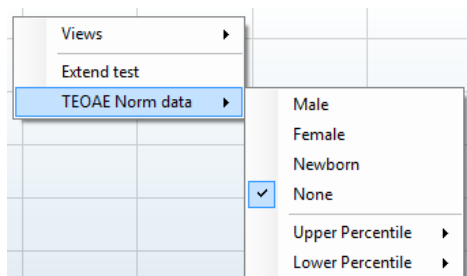 Views
Extend test
TEOAE Norm data
Male
Female
Newborn
None
Upper Percentile
Lower Percentile